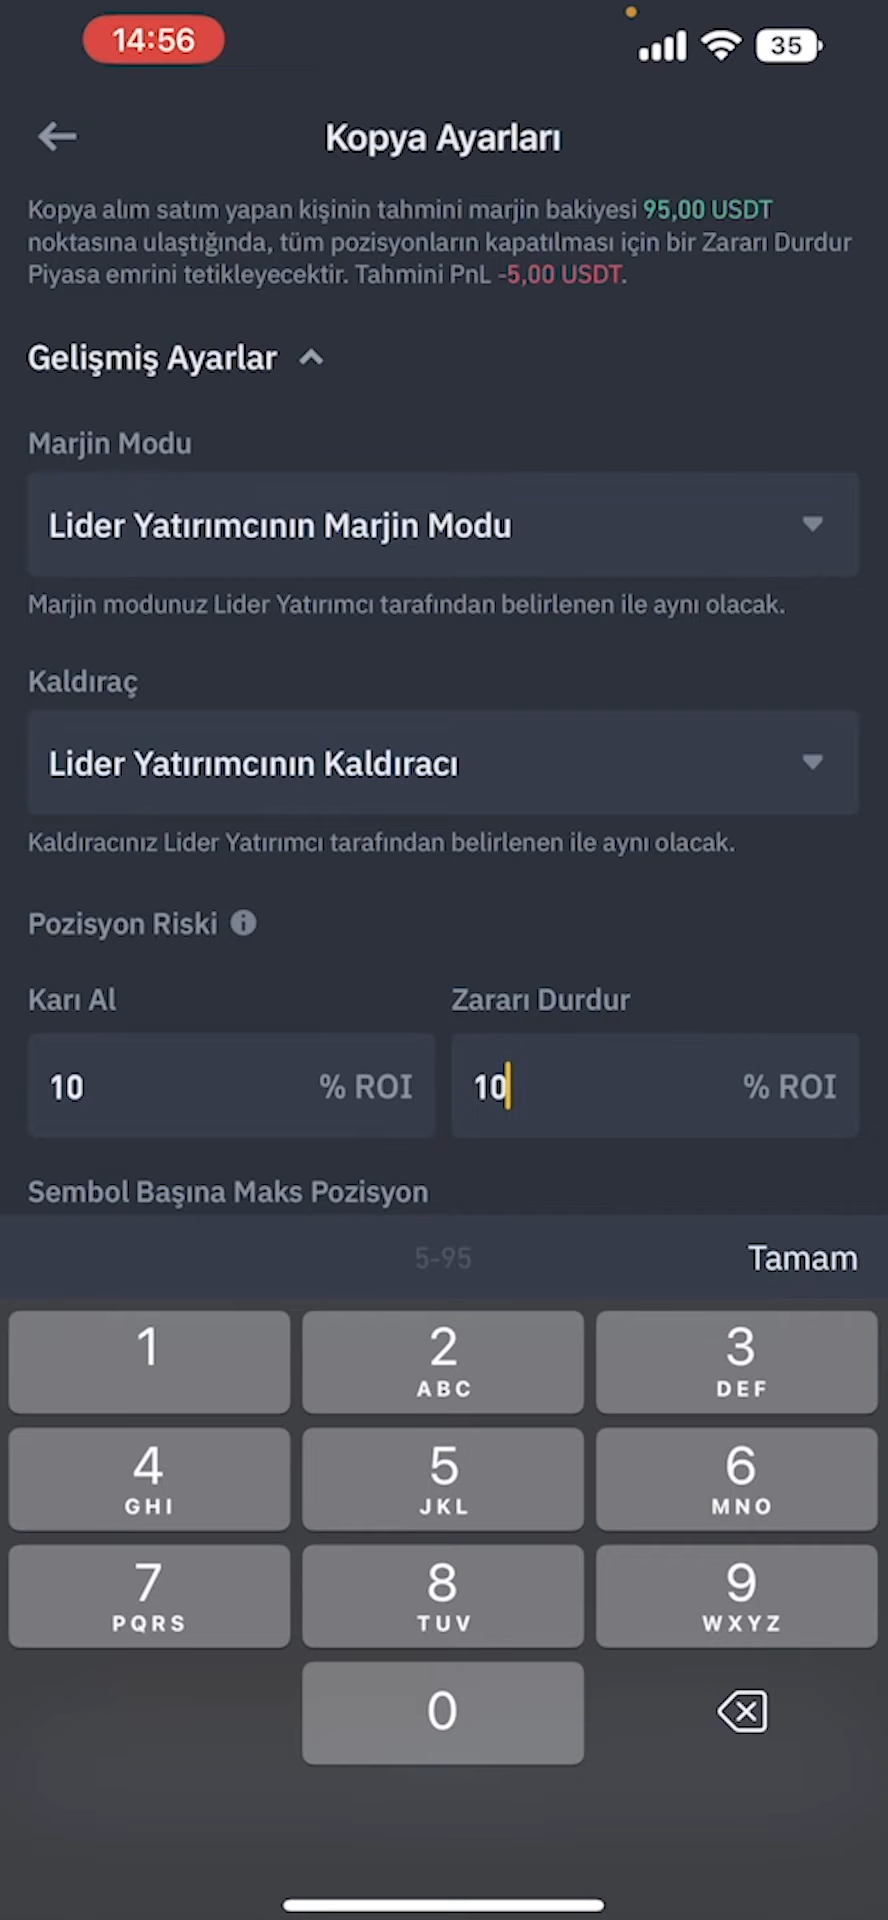 14:56
35
Kopya Ayarları
Kopya alım satım yapan kişinin tahmini marjin bakiyesi 95,00 USDT
noktasına ulaştığında, tüm pozisyonların kapatılması için bir Zararı Durdur
Piyasa emrini tetikleyecektir. Tahmini PnL -5,00 USDT.
Gelişmiş Ayarlar
Marjin Modu
Lider Yatırımcının Marjin Modu
Marjin modunuz Lider Yatırımcı tarafından belirlenen ile aynı olacak.
Kaldıraç
Lider Yatırımcının Kaldıracı
Kaldıracınız Lider Yatırımcı tarafından belirlenen ile aynı olacak.
Pozisyon Riski
Karı Al Zararı Durdur
10 % ROI 10 % ROI
Sembol Başına Maks Pozisyon
5-95 Tamam
1 2 3
ABC DEF
4 5 6
GHI JKL MNO
7 8 9
PQRS TUV WXYZ
0